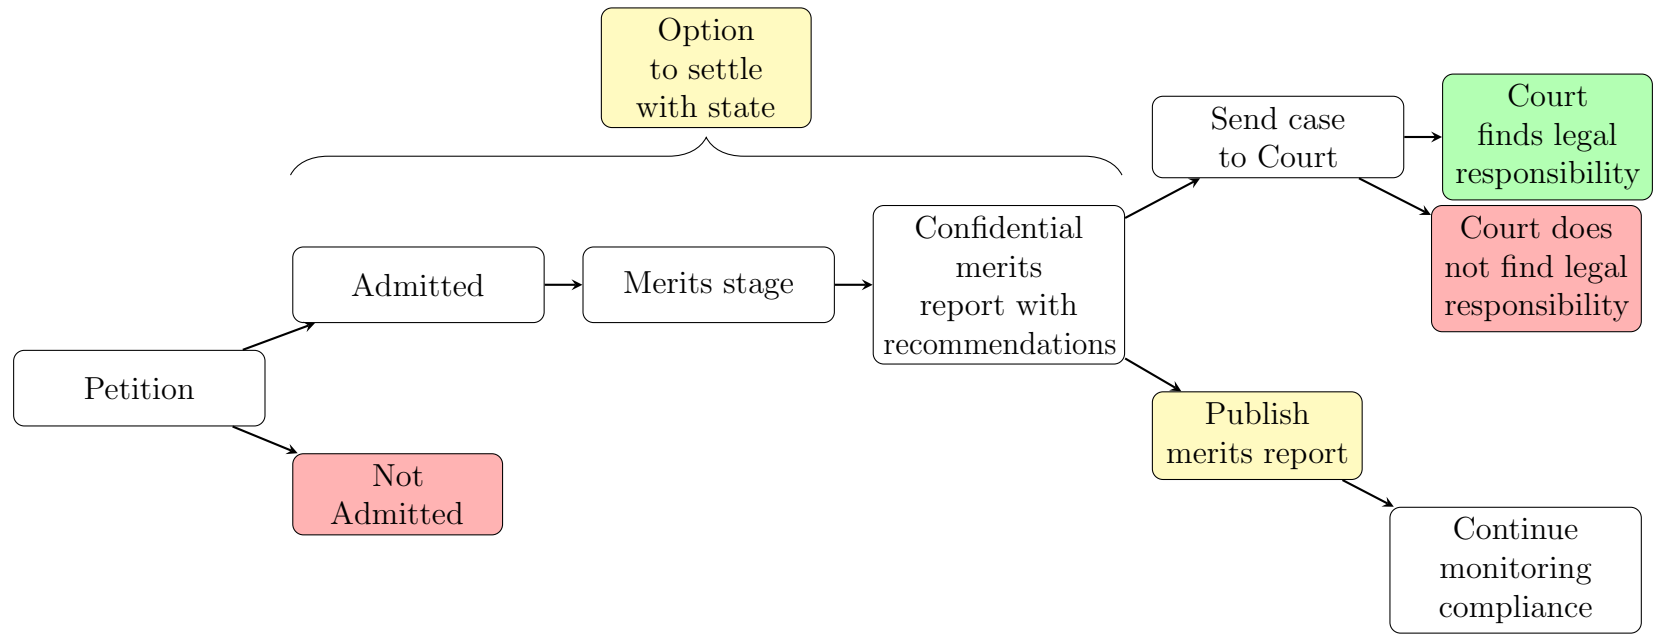 Option
to settle
with state
Send case
to Court
Court
finds legal
responsibility
Court does
not find legal
responsibility
Confidential
merits
report with
recommendations
Admitted
Merits stage
Petition
Not
Admitted
Publish
merits report
Continue
monitoring
compliance